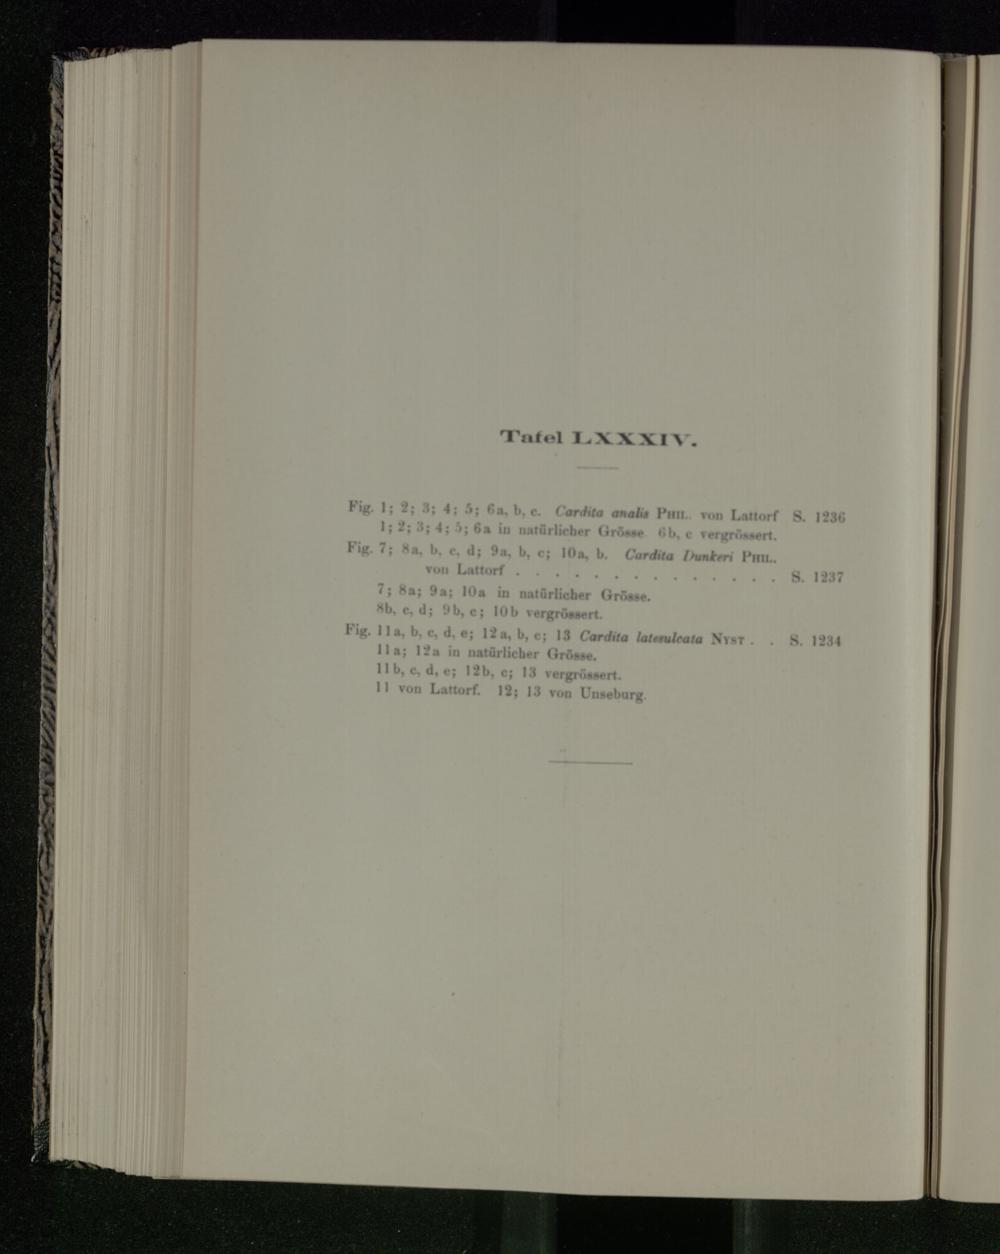 Tafel LXXXIV.
Fig. 1; 2; 3; 4; 5; 6a, b, c. Cardita analis PHIL. von Lattorf S. 1236
1; 2; 3; 4; 5; 6a in natürlicher Grösse 6b, c vergrössert.
Fig. 7; 8a, b, c, d; 9a, b, c; 10a, b. Cardita Dunkeri PHIL.
von Lattorf . . . . . . . . . . . . . . S. 1237
7; 8a; 9a; 10a in natürlicher Grösse.
8b, c, d; 9b, c; 10b vergrössert.
Fig. 11a, b, c, d, e; 12a, b, c; 13 Cardita latesulcata NYST . . S. 1234
11a; 12a in natürlicher Grösse.
11b, c, d, e; 12b, c; 13 vergrössert.
11 von Lattorf. 12; 13 von Unseburg.